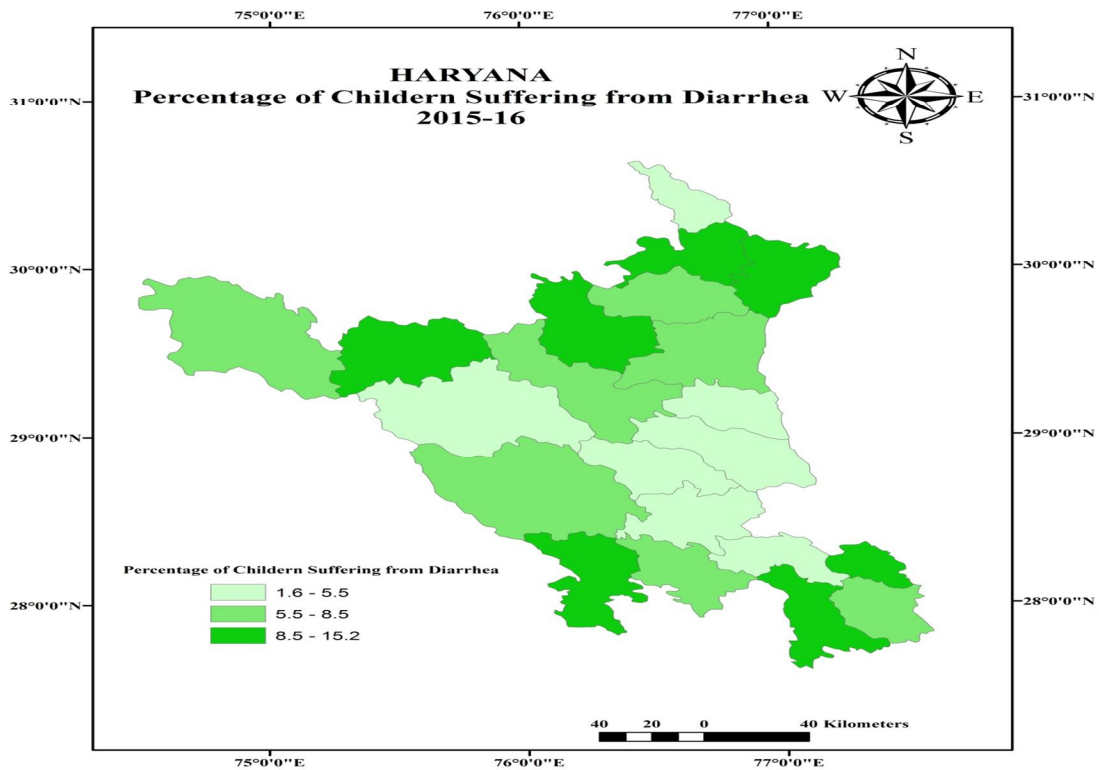 75°0'0"E 76°0'0"E 77°0'0"E
HARYANA
Percentage of Childern Suffering from Diarrhea
2015-16
N
W E
S
31°0'0"N 31°0'0"N
30°0'0"N 30°0'0"N
29°0'0"N 29°0'0"N
28°0'0"N 28°0'0"N
Percentage of Childern Suffering from Diarrhea
1.6 - 5.5
5.5 - 8.5
8.5 - 15.2
40 20 0 40 Kilometers
75°0'0"E 76°0'0"E 77°0'0"E